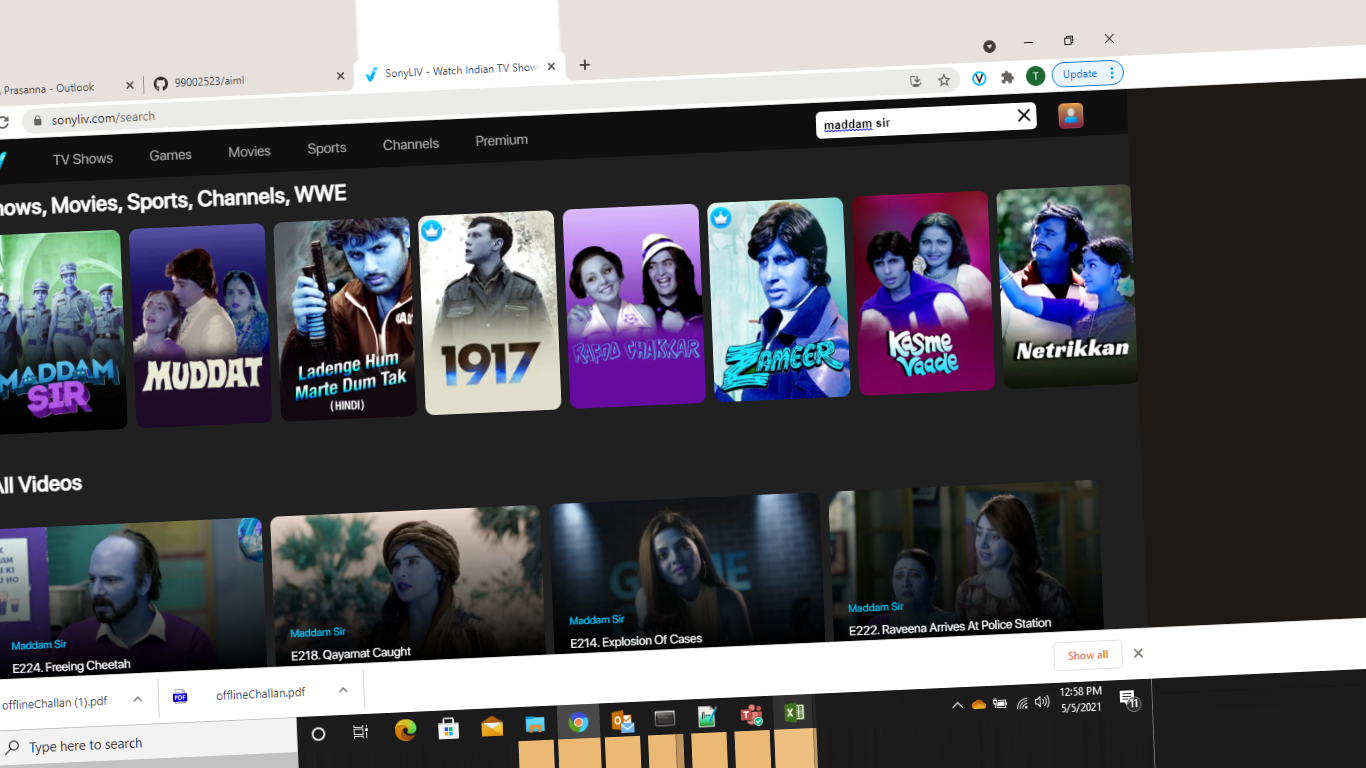 Prasanna - Outlook
99002523/aiml
SonyLIV - Watch Indian TV Show
T
Update
sonyliv.com/search
TV Shows
Games
Movies
Sports
Channels
Premium
maddam sir
hows, Movies, Sports, Channels, WWE
MADDAM
SIR
MUDDAT
Ladenge Hum
Marte Dum Tak
(HINDI)
1917
RAFOO CHAKKAR
ZAMEER
Kasme
Vaade
Netrikkan
All Videos
Maddam Sir
E224. Freeing Cheetah
Maddam Sir
E218. Qayamat Caught
Maddam Sir
E214. Explosion Of Cases
Maddam Sir
E222. Raveena Arrives At Police Station
offlineChallan (1).pdf
PDF
offlineChallan.pdf
Show all
Type here to search
12:58 PM
5/5/2021
11